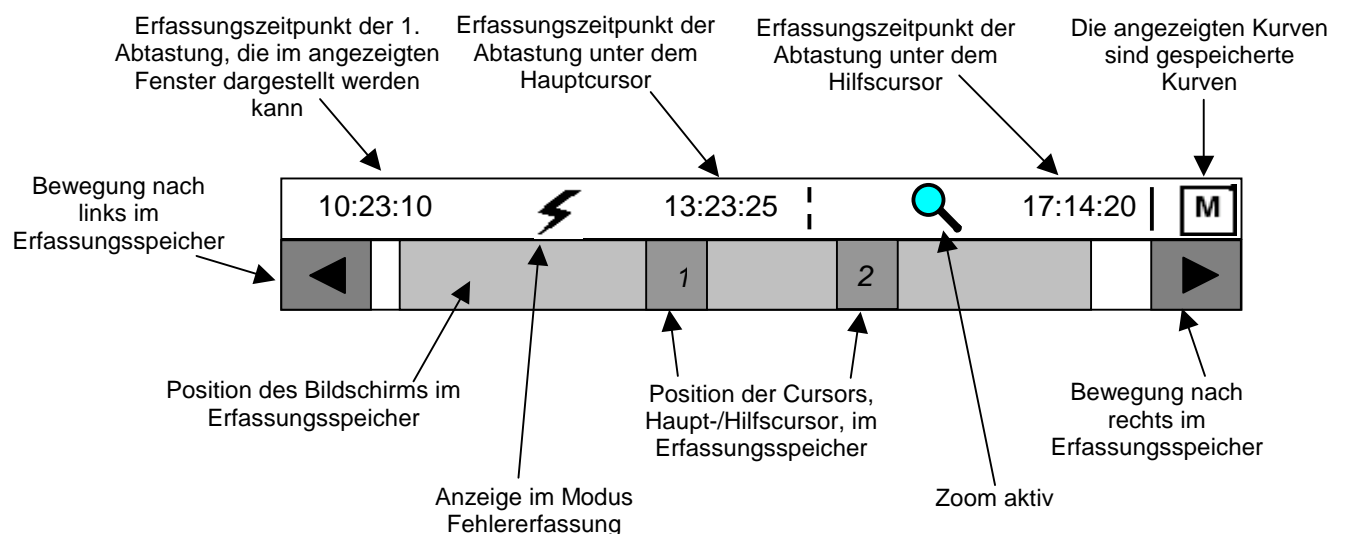 Erfassungszeitpunkt der 1.
Abtastung, die im angezeigten
Fenster dargestellt werden
kann
Erfassungszeitpunkt der
Abtastung unter dem
Hauptcursor
Erfassungszeitpunkt der
Abtastung unter dem
Hilfscursor
Die angezeigten Kurven
sind gespeicherte
Kurven
Bewegung nach
links im
Erfassungsspeicher
10:23:10
13:23:25
17:14:20
M
1
2
Position des Bildschirms im
Erfassungsspeicher
Position der Cursors,
Haupt-/Hilfscursor, im
Erfassungsspeicher
Bewegung nach
rechts im
Erfassungsspeicher
Anzeige im Modus
Fehlererfassung
Zoom aktiv